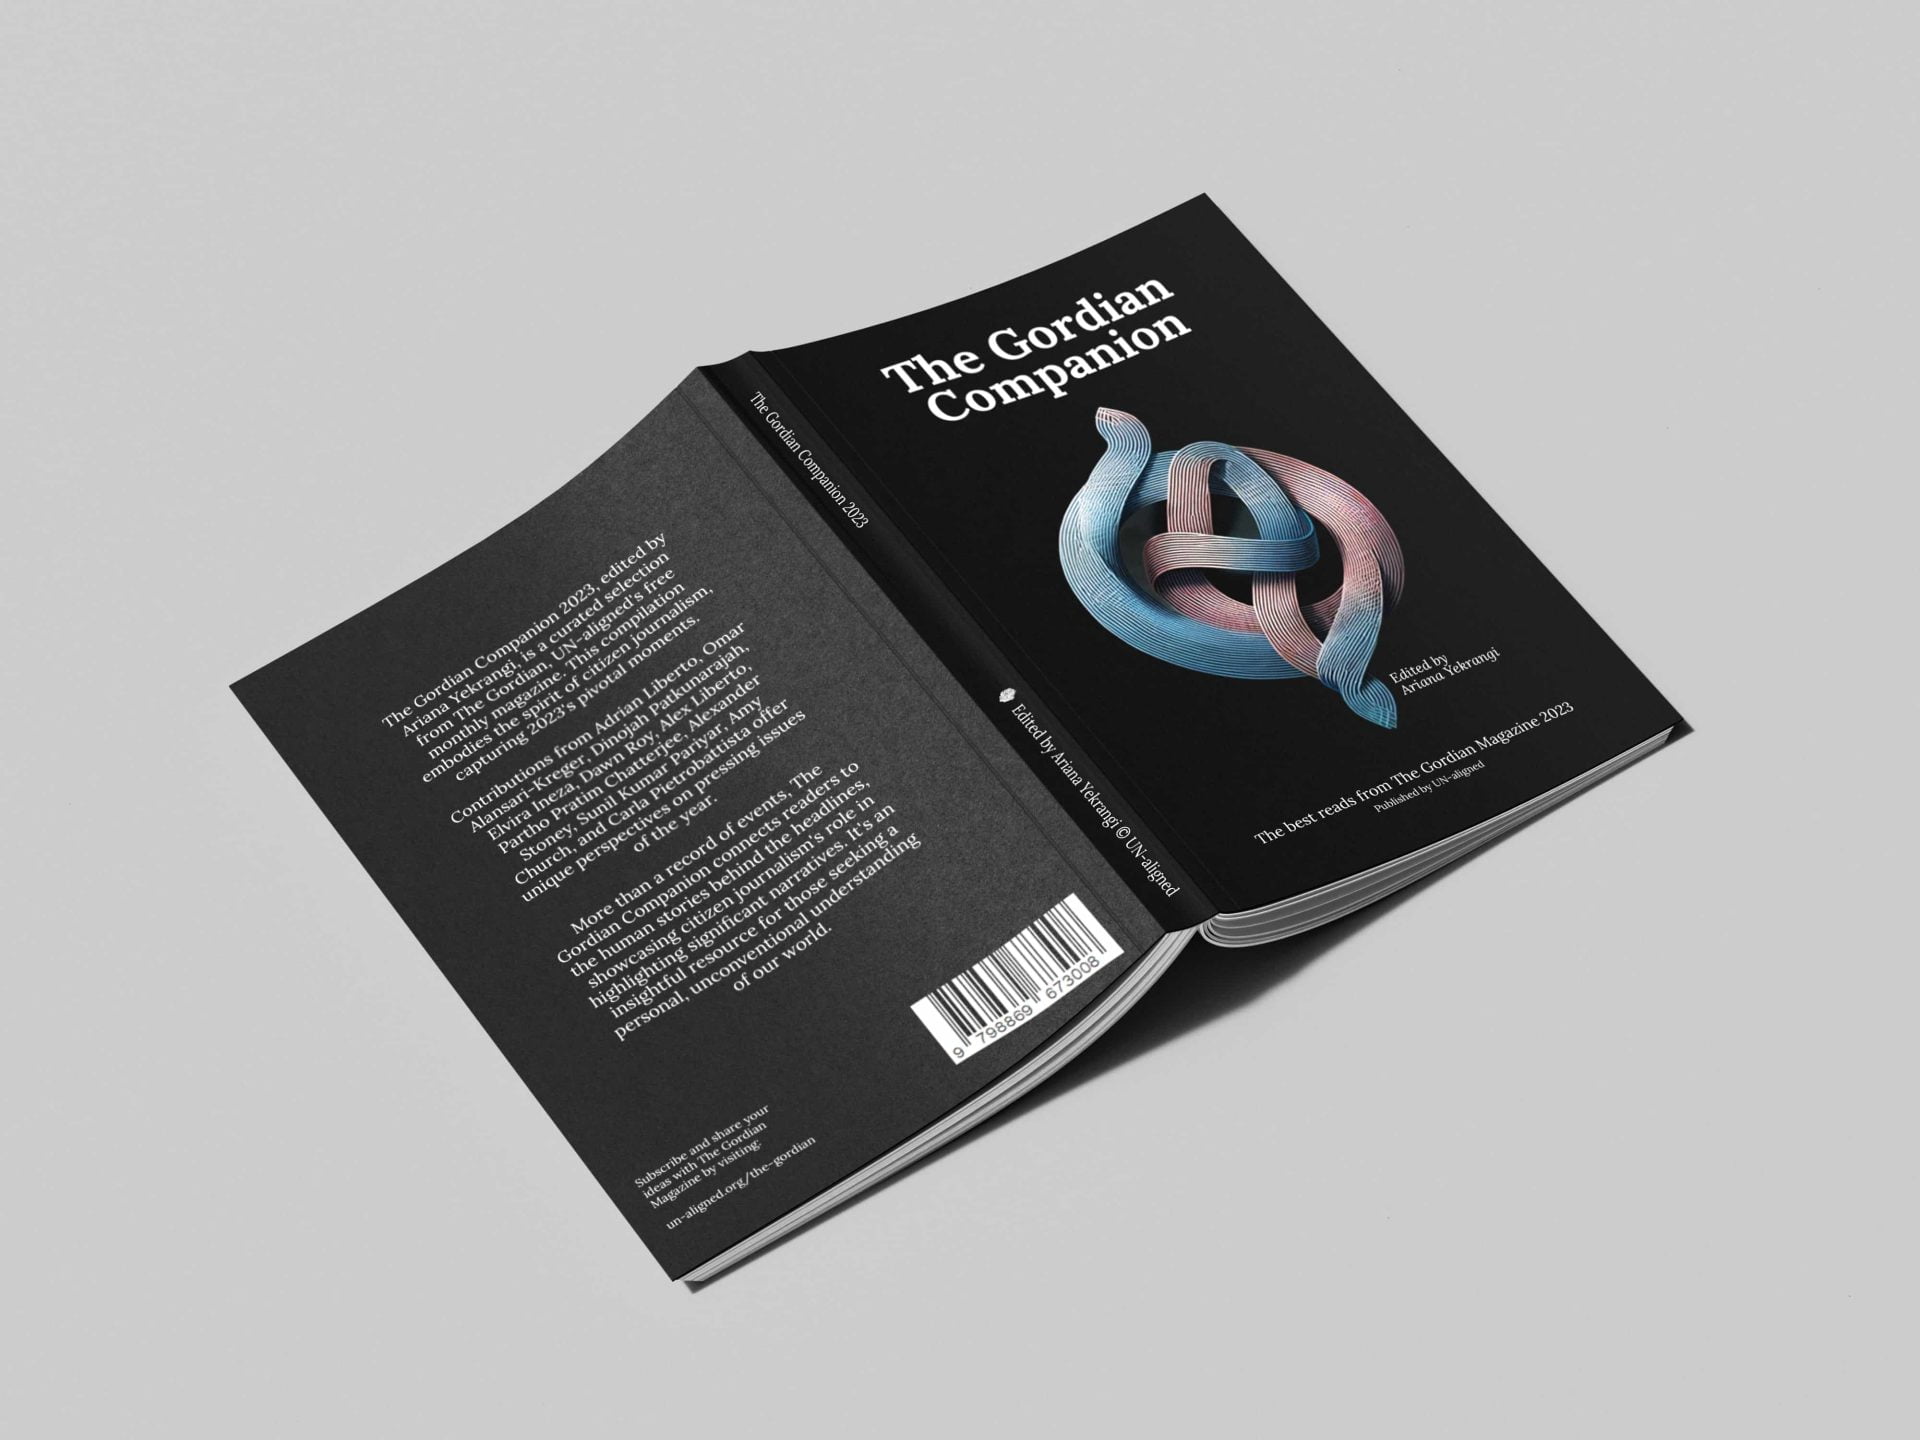 The Gordian
Companion
Edited by
Ariana Yekrangi
The best reads from The Gordian Magazine 2023
Published by UN-aligned
The Gordian Companion 2023
Edited by Ariana Yekrangi © UN-aligned
The Gordian Companion 2023, edited by
Ariana Yekrangi, is a curated selection
from The Gordian, UN-aligned's free
monthly magazine. This compilation
embodies the spirit of citizen journalism,
capturing 2023's pivotal moments.
Contributions from Adrian Liberto, Omar
Alansari-Kreger, Dinojah Patkunarajah,
Elvira Ineza, Dawn Roy, Alex Liberto,
Partho Pratim Chatterjee, Alexander
Stoney, Sunil Kumar Pariyar, Amy
Church, and Carla Pietrobattista offer
unique perspectives on pressing issues
of the year.
More than a record of events, The
Gordian Companion connects readers to
the human stories behind the headlines,
showcasing citizen journalism's role in
highlighting significant narratives. It's an
insightful resource for those seeking a
personal, unconventional understanding
of our world.
9 798869 673008
Subscribe and share your
ideas with The Gordian
Magazine by visiting:
un-aligned.org/the-gordian